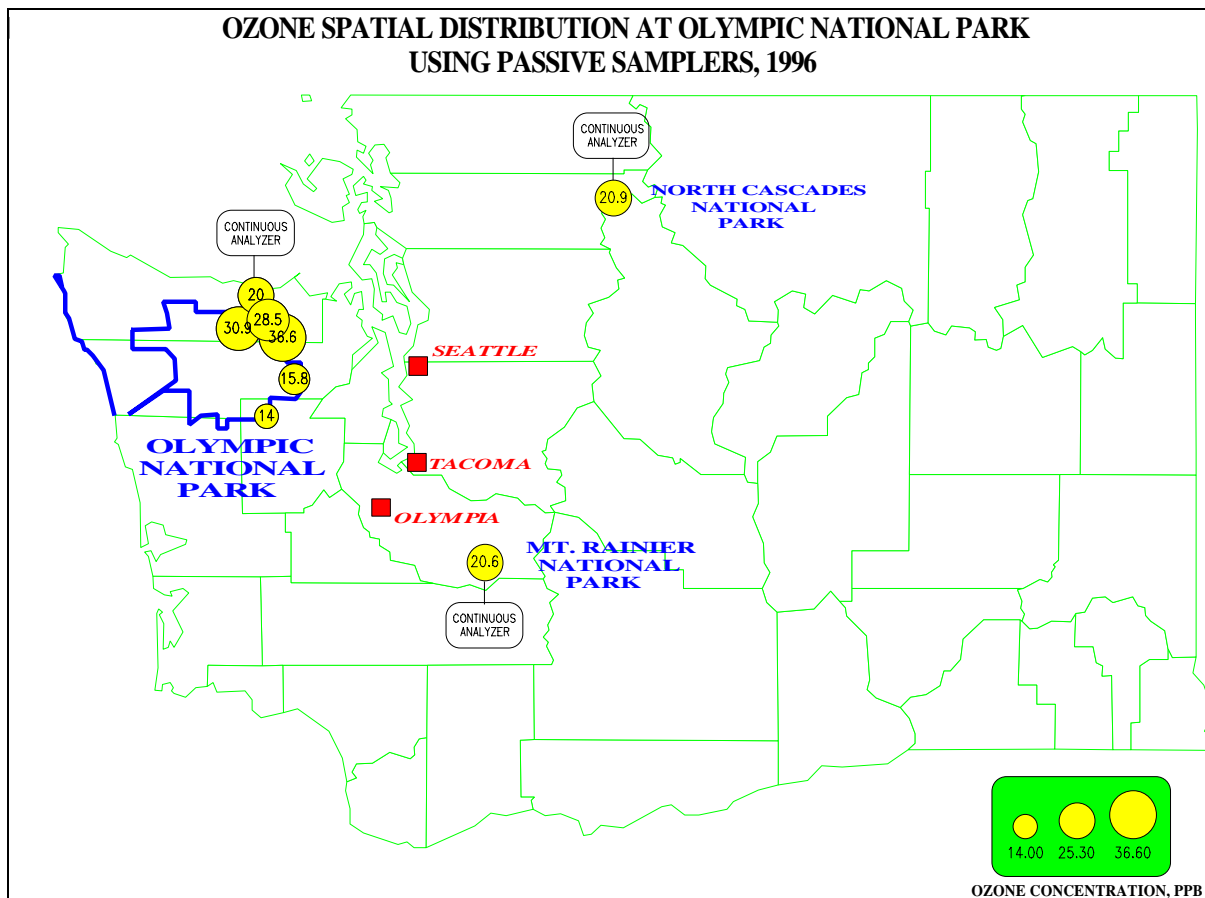 OZONE SPATIAL DISTRIBUTION AT OLYMPIC NATIONAL PARK
USING PASSIVE SAMPLERS, 1996
CONTINUOUS
ANALYZER
20.9
NORTH CASCADES
NATIONAL
PARK
CONTINUOUS
ANALYZER
20
28.5
30.9
36.6
SEATTLE
15.8
14
OLYMPIC
NATIONAL
PARK
TACOMA
OLYMPIA
MT. RAINIER
NATIONAL
PARK
20.6
CONTINUOUS
ANALYZER
14.00 25.30 36.60
OZONE CONCENTRATION, PPB